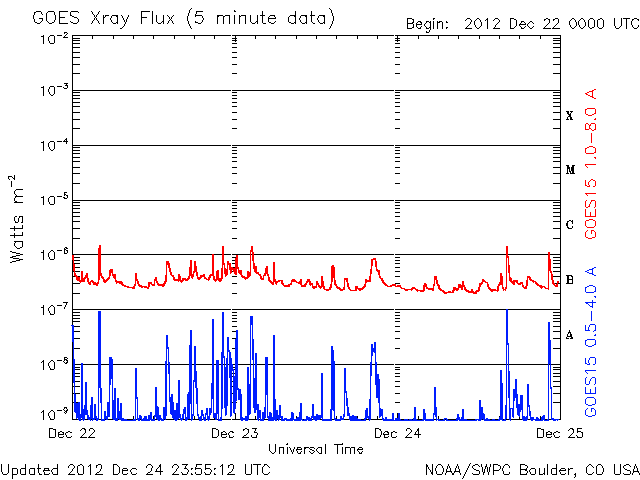 GOES Xray Flux (5 minute data)
Begin: 2012 Dec 22 0000 UTC
10⁻²
10⁻³
10⁻⁴
10⁻⁵
10⁻⁶
10⁻⁷
10⁻⁸
10⁻⁹
Watts m⁻²
X
M
C
B
A
GOES15 1.0-8.0 A
GOES15 0.5-4.0 A
Dec 22
Dec 23
Dec 24
Dec 25
Universal Time
Updated 2012 Dec 24 23:55:12 UTC
NOAA/SWPC Boulder, CO USA